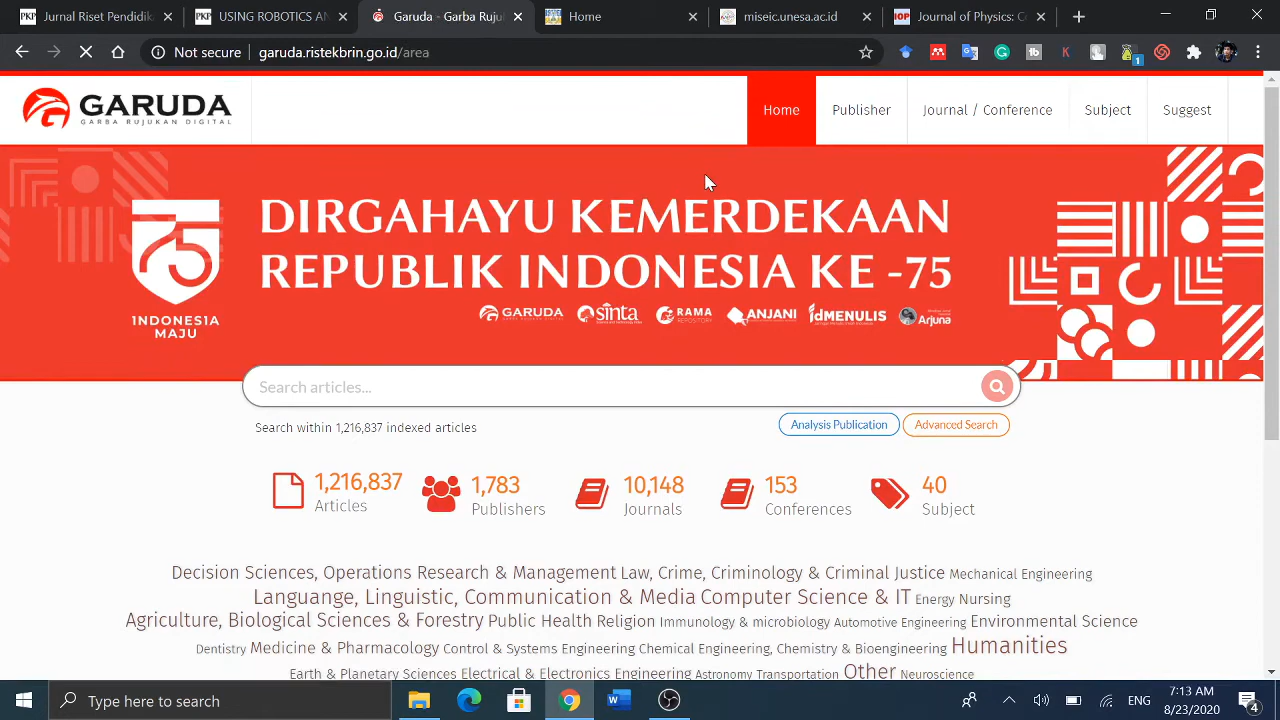 Jurnal Riset Pendidik
USING ROBOTICS AN
Garuda - Garba Ruju
Home
miseic.unesa.ac.id
Journal of Physics: Co
Not secure
garuda.ristekbrin.go.id/area
GARUDA
GARBA RUJUKAN DIGITAL
Home
Publisher
Journal / Conference
Subject
Suggest
75
INDONES1A
MAJU
DIRGAHAYU KEMERDEKAAN
REPUBLIK INDONESIA KE -75
GARUDA
sinta
RAMA
REPOSITORY
ANJANI
IdMENULIS
Arjuna
Search articles...
Search within 1,216,837 indexed articles
Analysis Publication
Advanced Search
1,216,837
Articles
1,783
Publishers
10,148
Journals
153
Conferences
40
Subject
Decision Sciences, Operations Research & Management Law, Crime, Criminology & Criminal Justice Mechanical Engineering
Languange, Linguistic, Communication & Media Computer Science & IT Energy Nursing
Agriculture, Biological Sciences & Forestry Public Health Religion Immunology & microbiology Automotive Engineering Environmental Science
Dentistry Medicine & Pharmacology Control & Systems Engineering Chemical Engineering, Chemistry & Bioengineering Humanities
Earth & Planetary Sciences Electrical & Electronics Engineering Astronomy Transportation Other Neuroscience
Type here to search
ENG
7:13 AM
8/23/2020
4